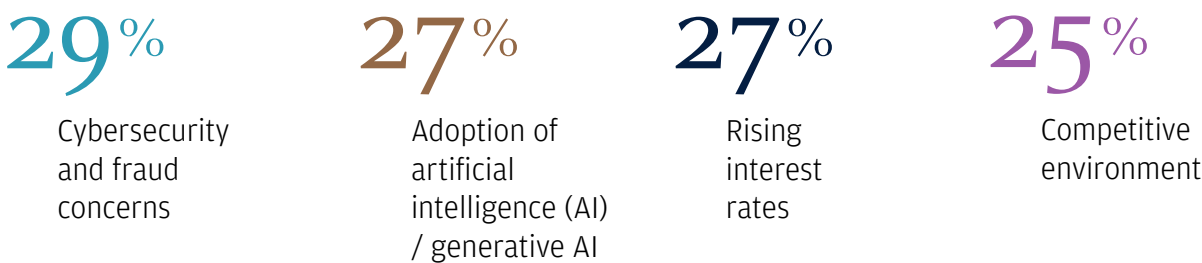 29%
Cybersecurity
and fraud
concerns
27%
Adoption of
artificial
intelligence (AI)
/ generative AI
27%
Rising
interest
rates
25%
Competitive
environment